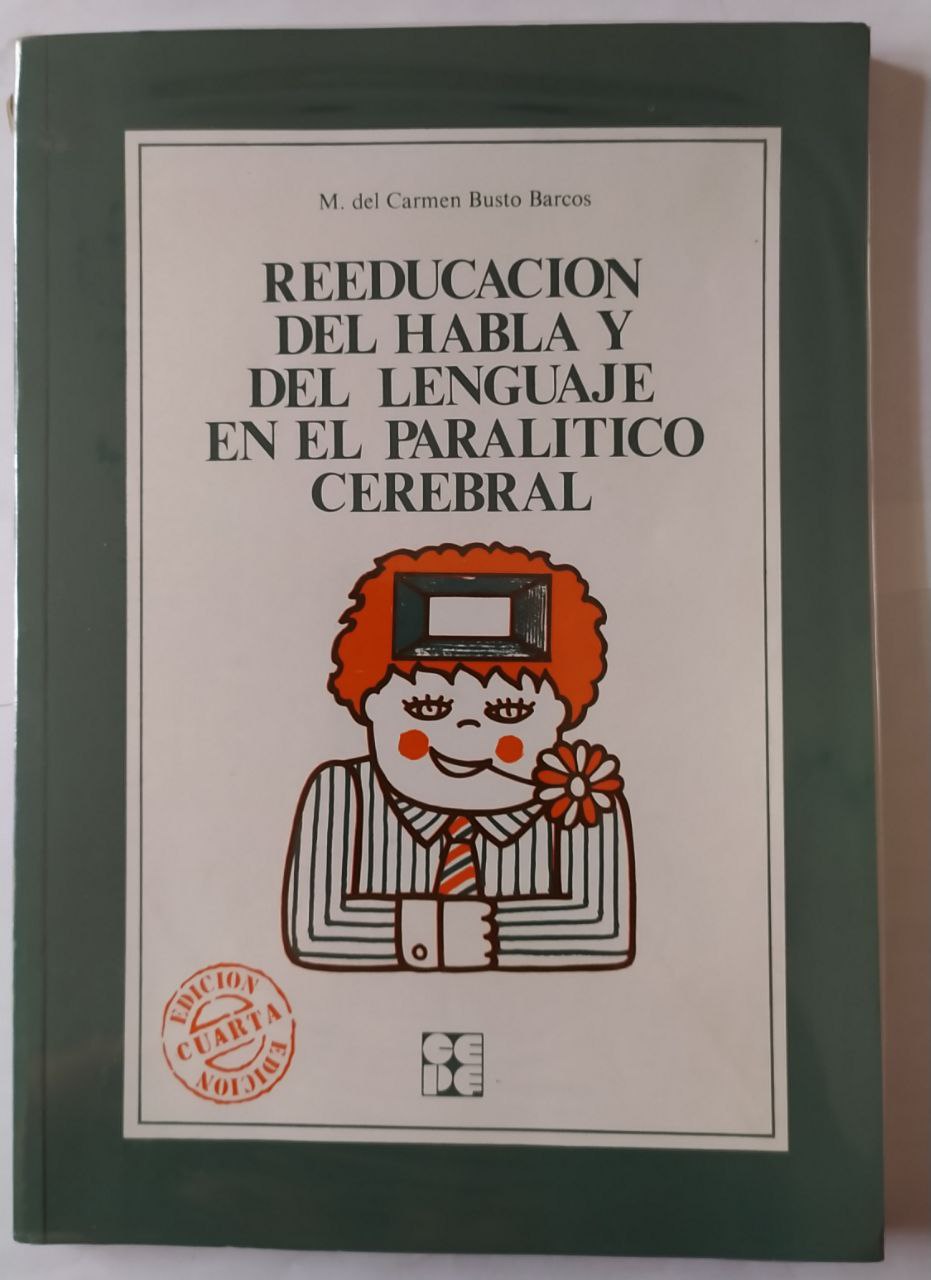 M. del Carmen Busto Barcos
REEDUCACION
DEL HABLA Y
DEL LENGUAJE
EN EL PARALITICO
CEREBRAL
EDICION
CUARTA
EDICION
CE
PE